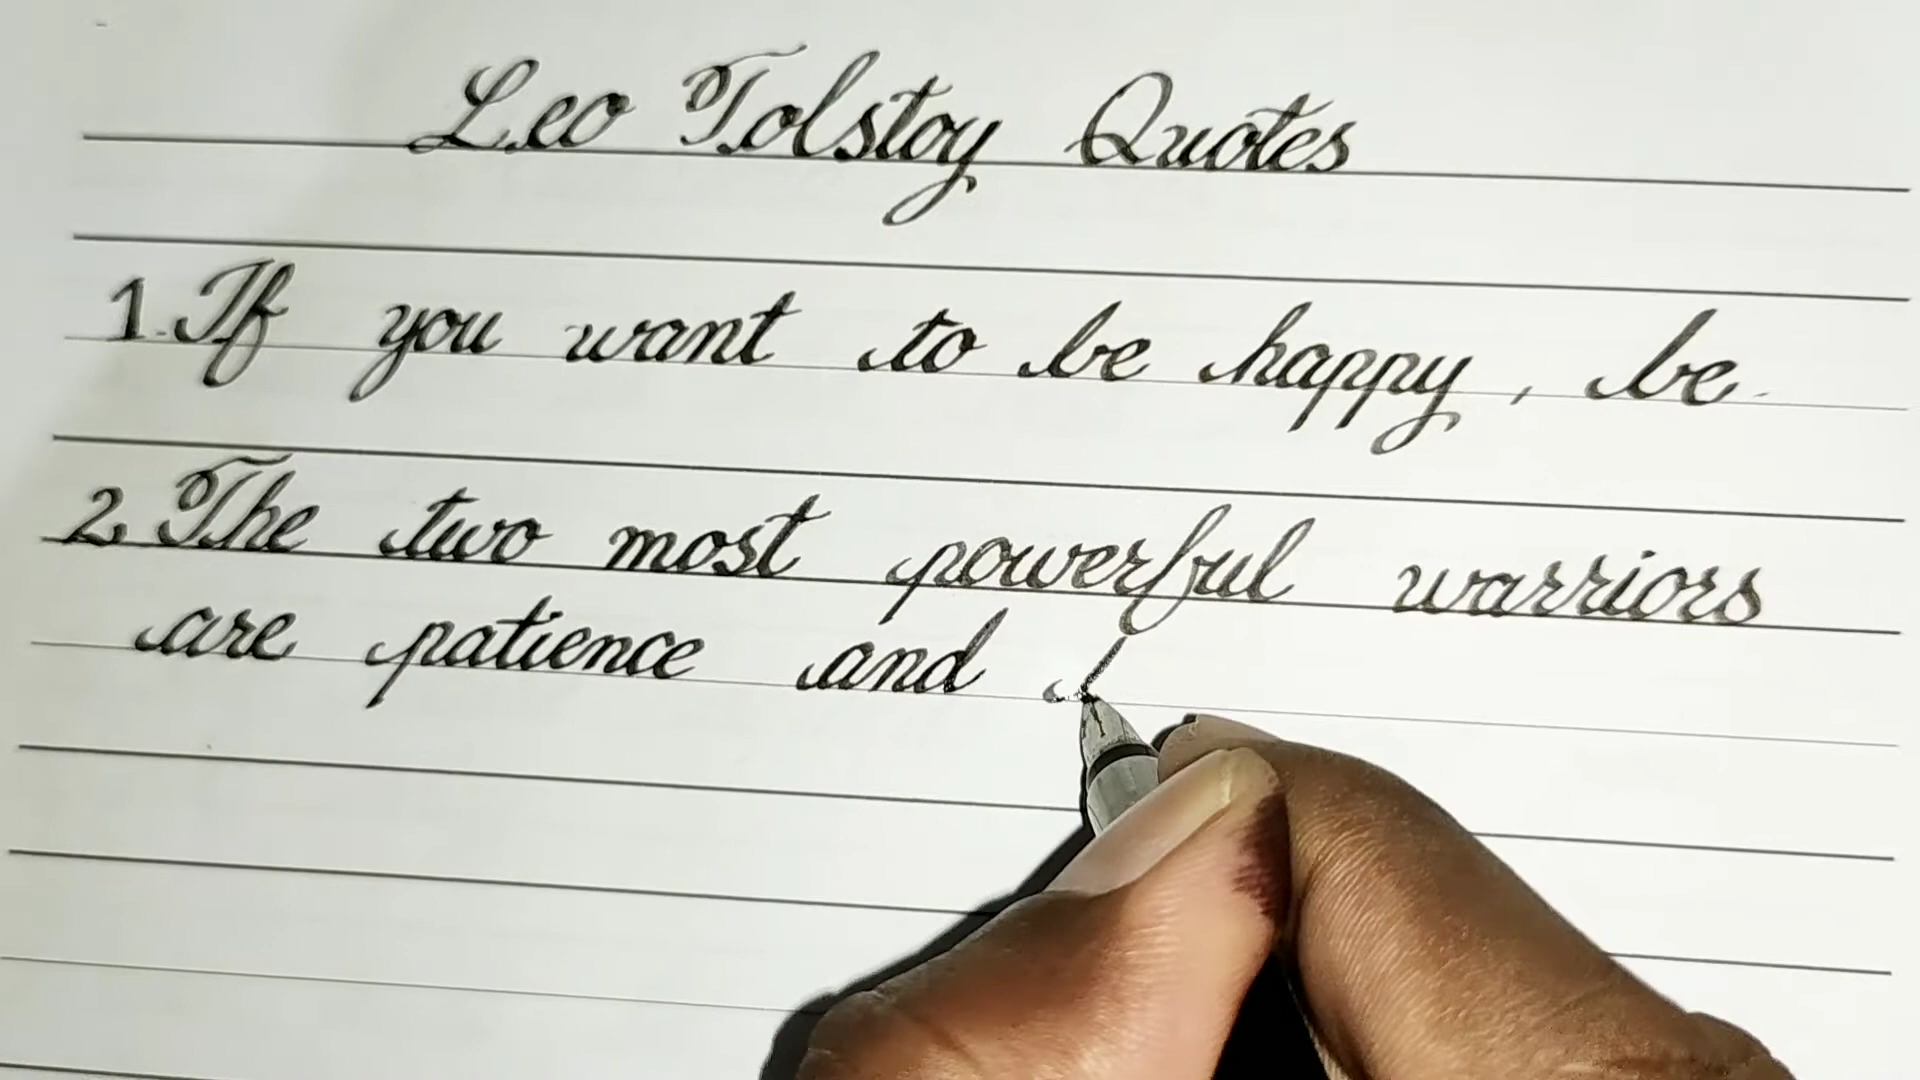 Leo Tolstoy Quotes
1. If you want to be happy, be.
2. The two most powerful warriors
are patience and